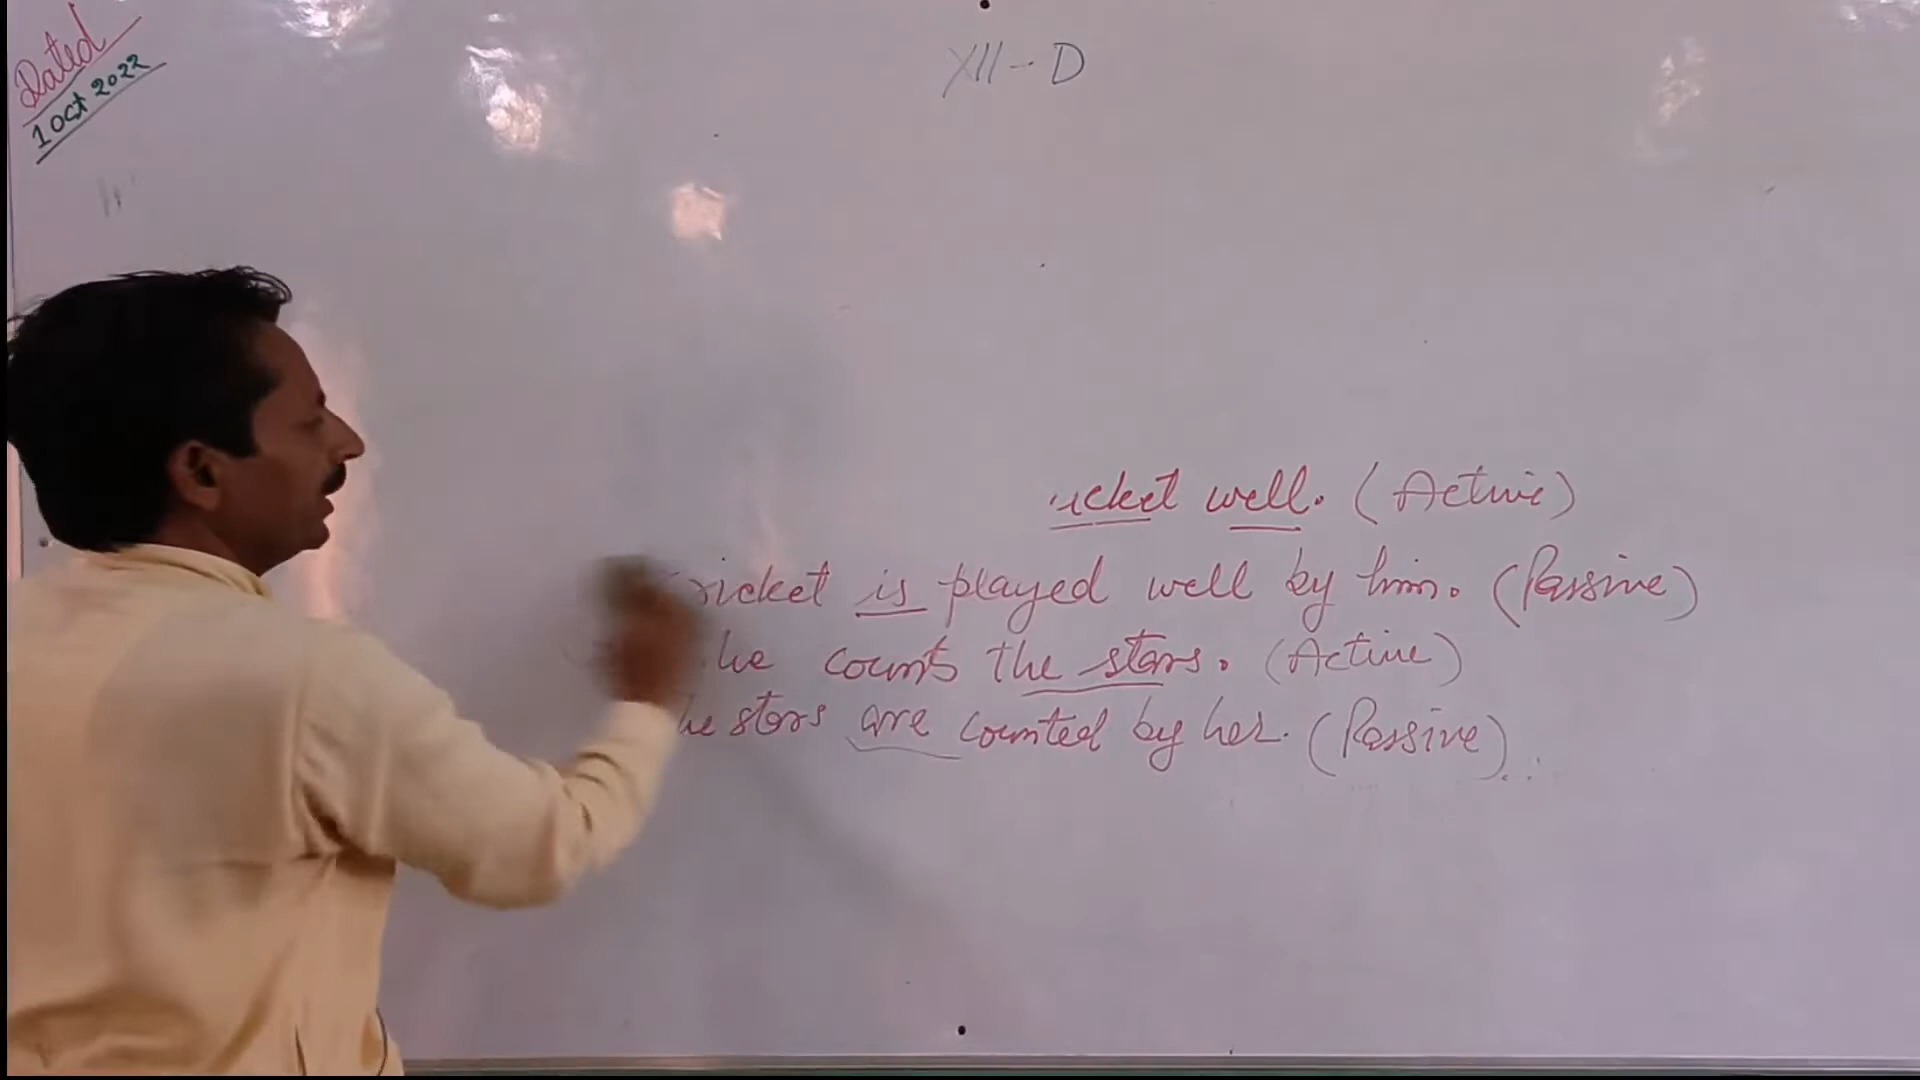 Dated
1 Oct 2022
XII - D
icket well. (Active)
ricket is played well by him. (Passive)
he counts the stars. (Active)
he stars are counted by her. (Passive)